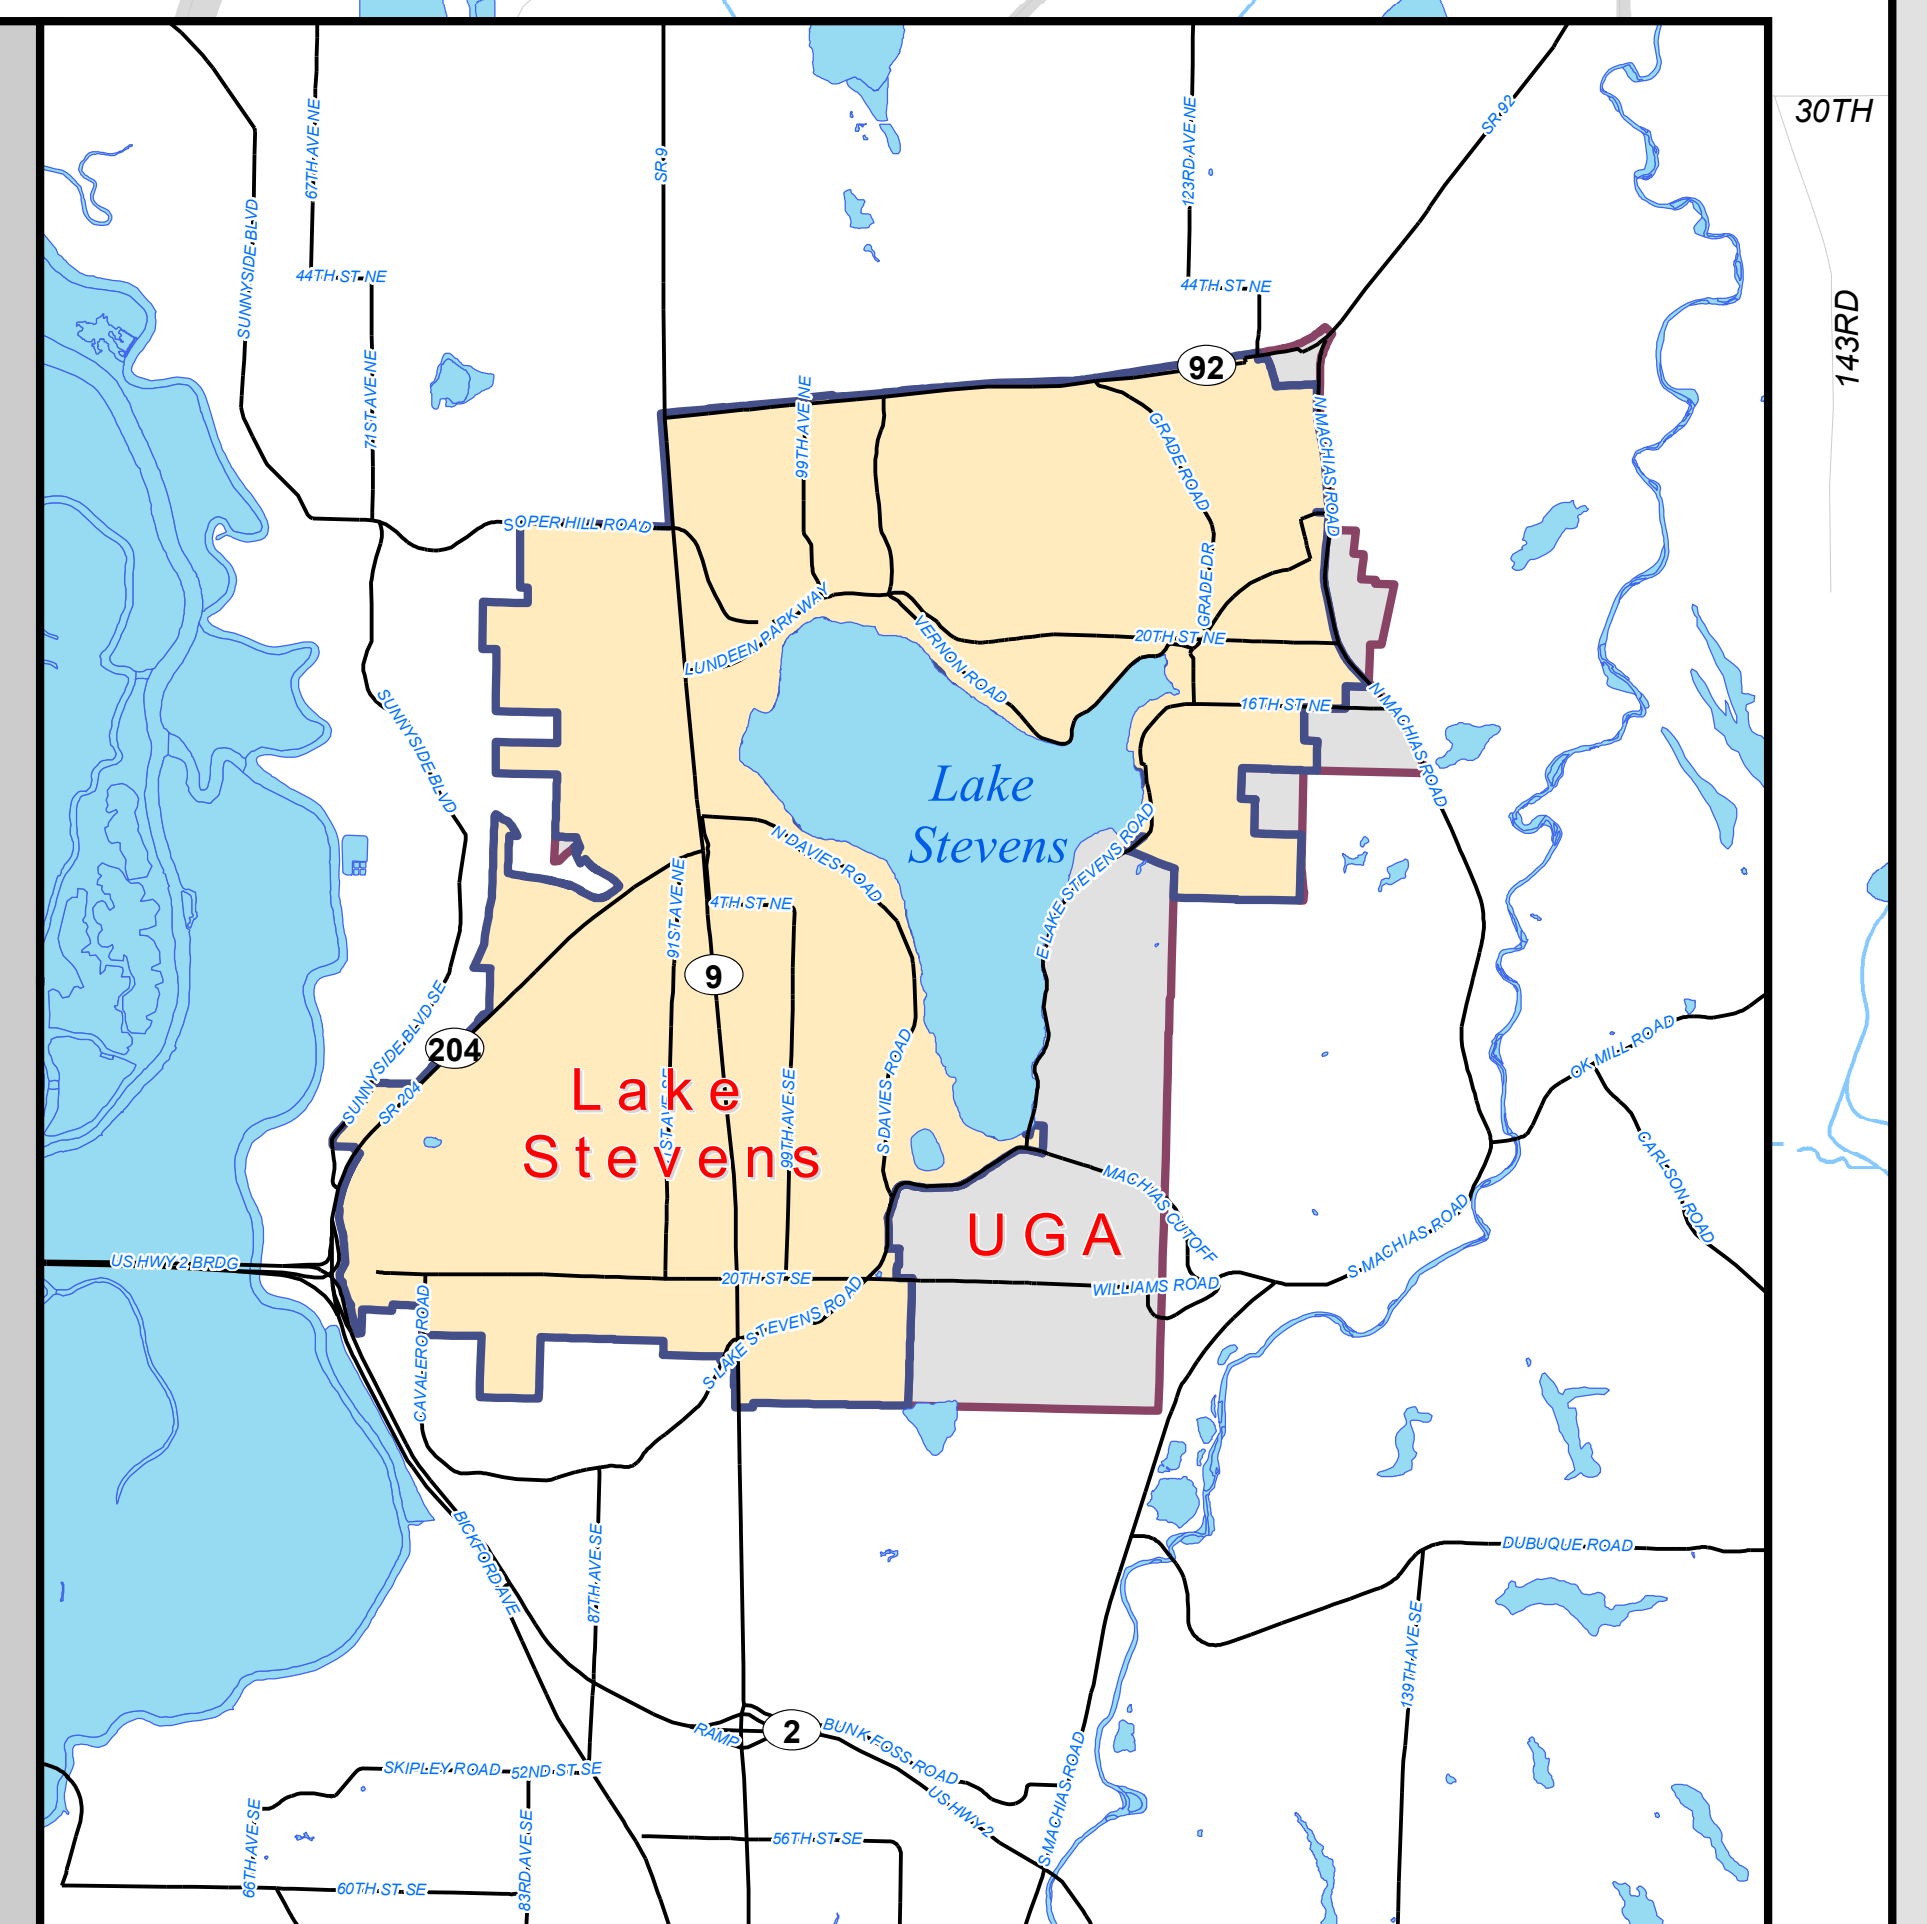 30TH
143RD
67TH AVE NE
SR 9
123RD AVE NE
SR 92
SUNNYSIDE BLVD
44TH ST NE
44TH ST NE
71ST AVE NE
92
99TH AVE NE
GRADE ROAD
N MACHIAS ROAD
SOPER HILL ROAD
GRADE DR
LUNDEEN PARK WAY
VERNON ROAD
20TH ST NE
SUNNYSIDE BLVD
16TH ST NE
N MACHIAS ROAD
Lake
Stevens
N DAVIES ROAD
E LAKE STEVENS ROAD
91ST AVE NE
4TH ST NE
9
SUNNYSIDE BLVD SE
204
SR 204
OK MILL ROAD
Lake
Stevens
99TH AVE SE
S DAVIES ROAD
CARLSON ROAD
MACHIAS CUTOFF
UGA
S MACHIAS ROAD
US HWY 2 BRDG
20TH ST SE
WILLIAMS ROAD
S LAKE STEVENS ROAD
CAVALERO ROAD
BICKFORD AVE
87TH AVE SE
DUBUQUE ROAD
139TH AVE SE
RAMP
2
BUNK FOSS ROAD
US HWY 2
S MACHIAS ROAD
SKIPLEY ROAD
52ND ST SE
66TH AVE SE
83RD AVE SE
56TH ST SE
60TH ST SE